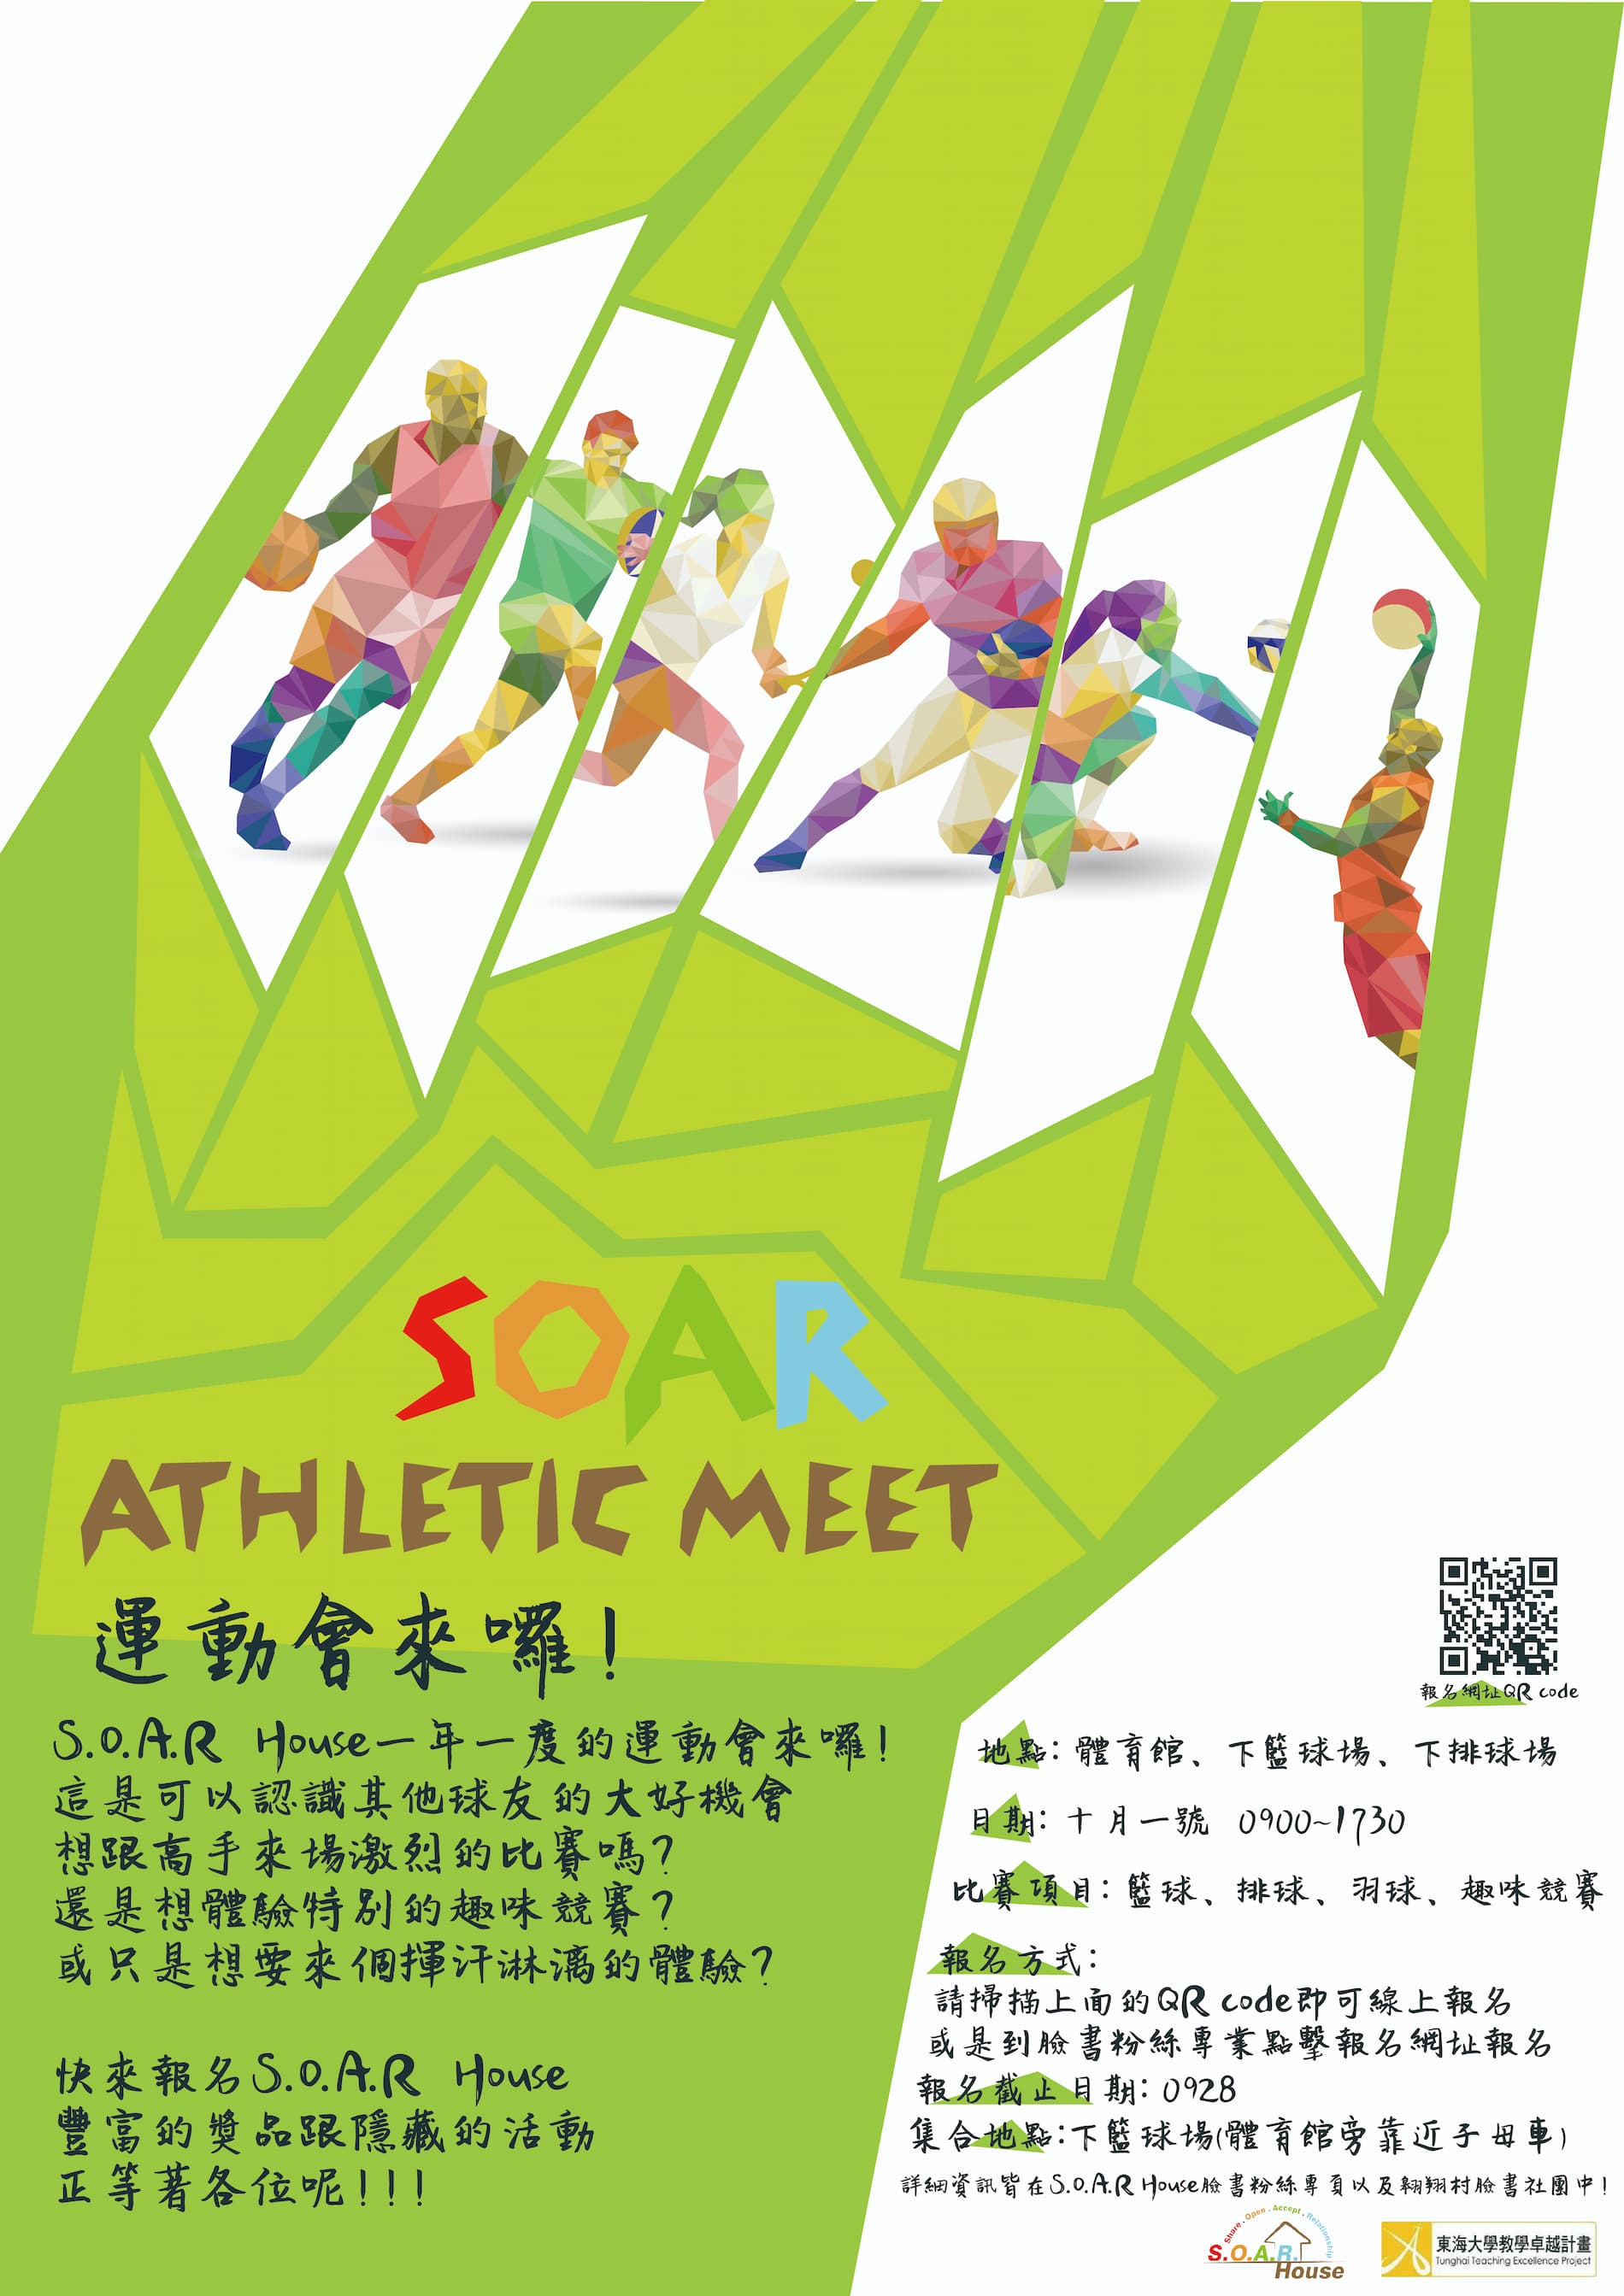 SOAR
ATHLETIC MEET
運動會來囉！
S.O.A.R House一年一度的運動會來囉！
這是可以認識其他球友的大好機會
想跟高手來場激烈的比賽嗎？
還是想體驗特別的趣味競賽？
或只是想要來個揮汗淋漓的體驗？
快來報名S.O.A.R House
豐富的獎品跟隱藏的活動
正等著各位呢！！！
報名網址QR code
地點：體育館、下籃球場、下排球場
日期：十月一號 0900~1730
比賽項目：籃球、排球、羽球、趣味競賽
報名方式：
請掃描上面的QR code即可線上報名
或是到臉書粉絲專業點擊報名網址報名
報名截止日期：0928
集合地點：下籃球場(體育館旁靠近子母車)
詳細資訊皆在S.O.A.R House臉書粉絲專頁以及翱翔村臉書社團中！
Share . Open . Accept . Relationship
S.O.A.R.
House
東海大學教學卓越計畫
Tunghai Teaching Excellence Project